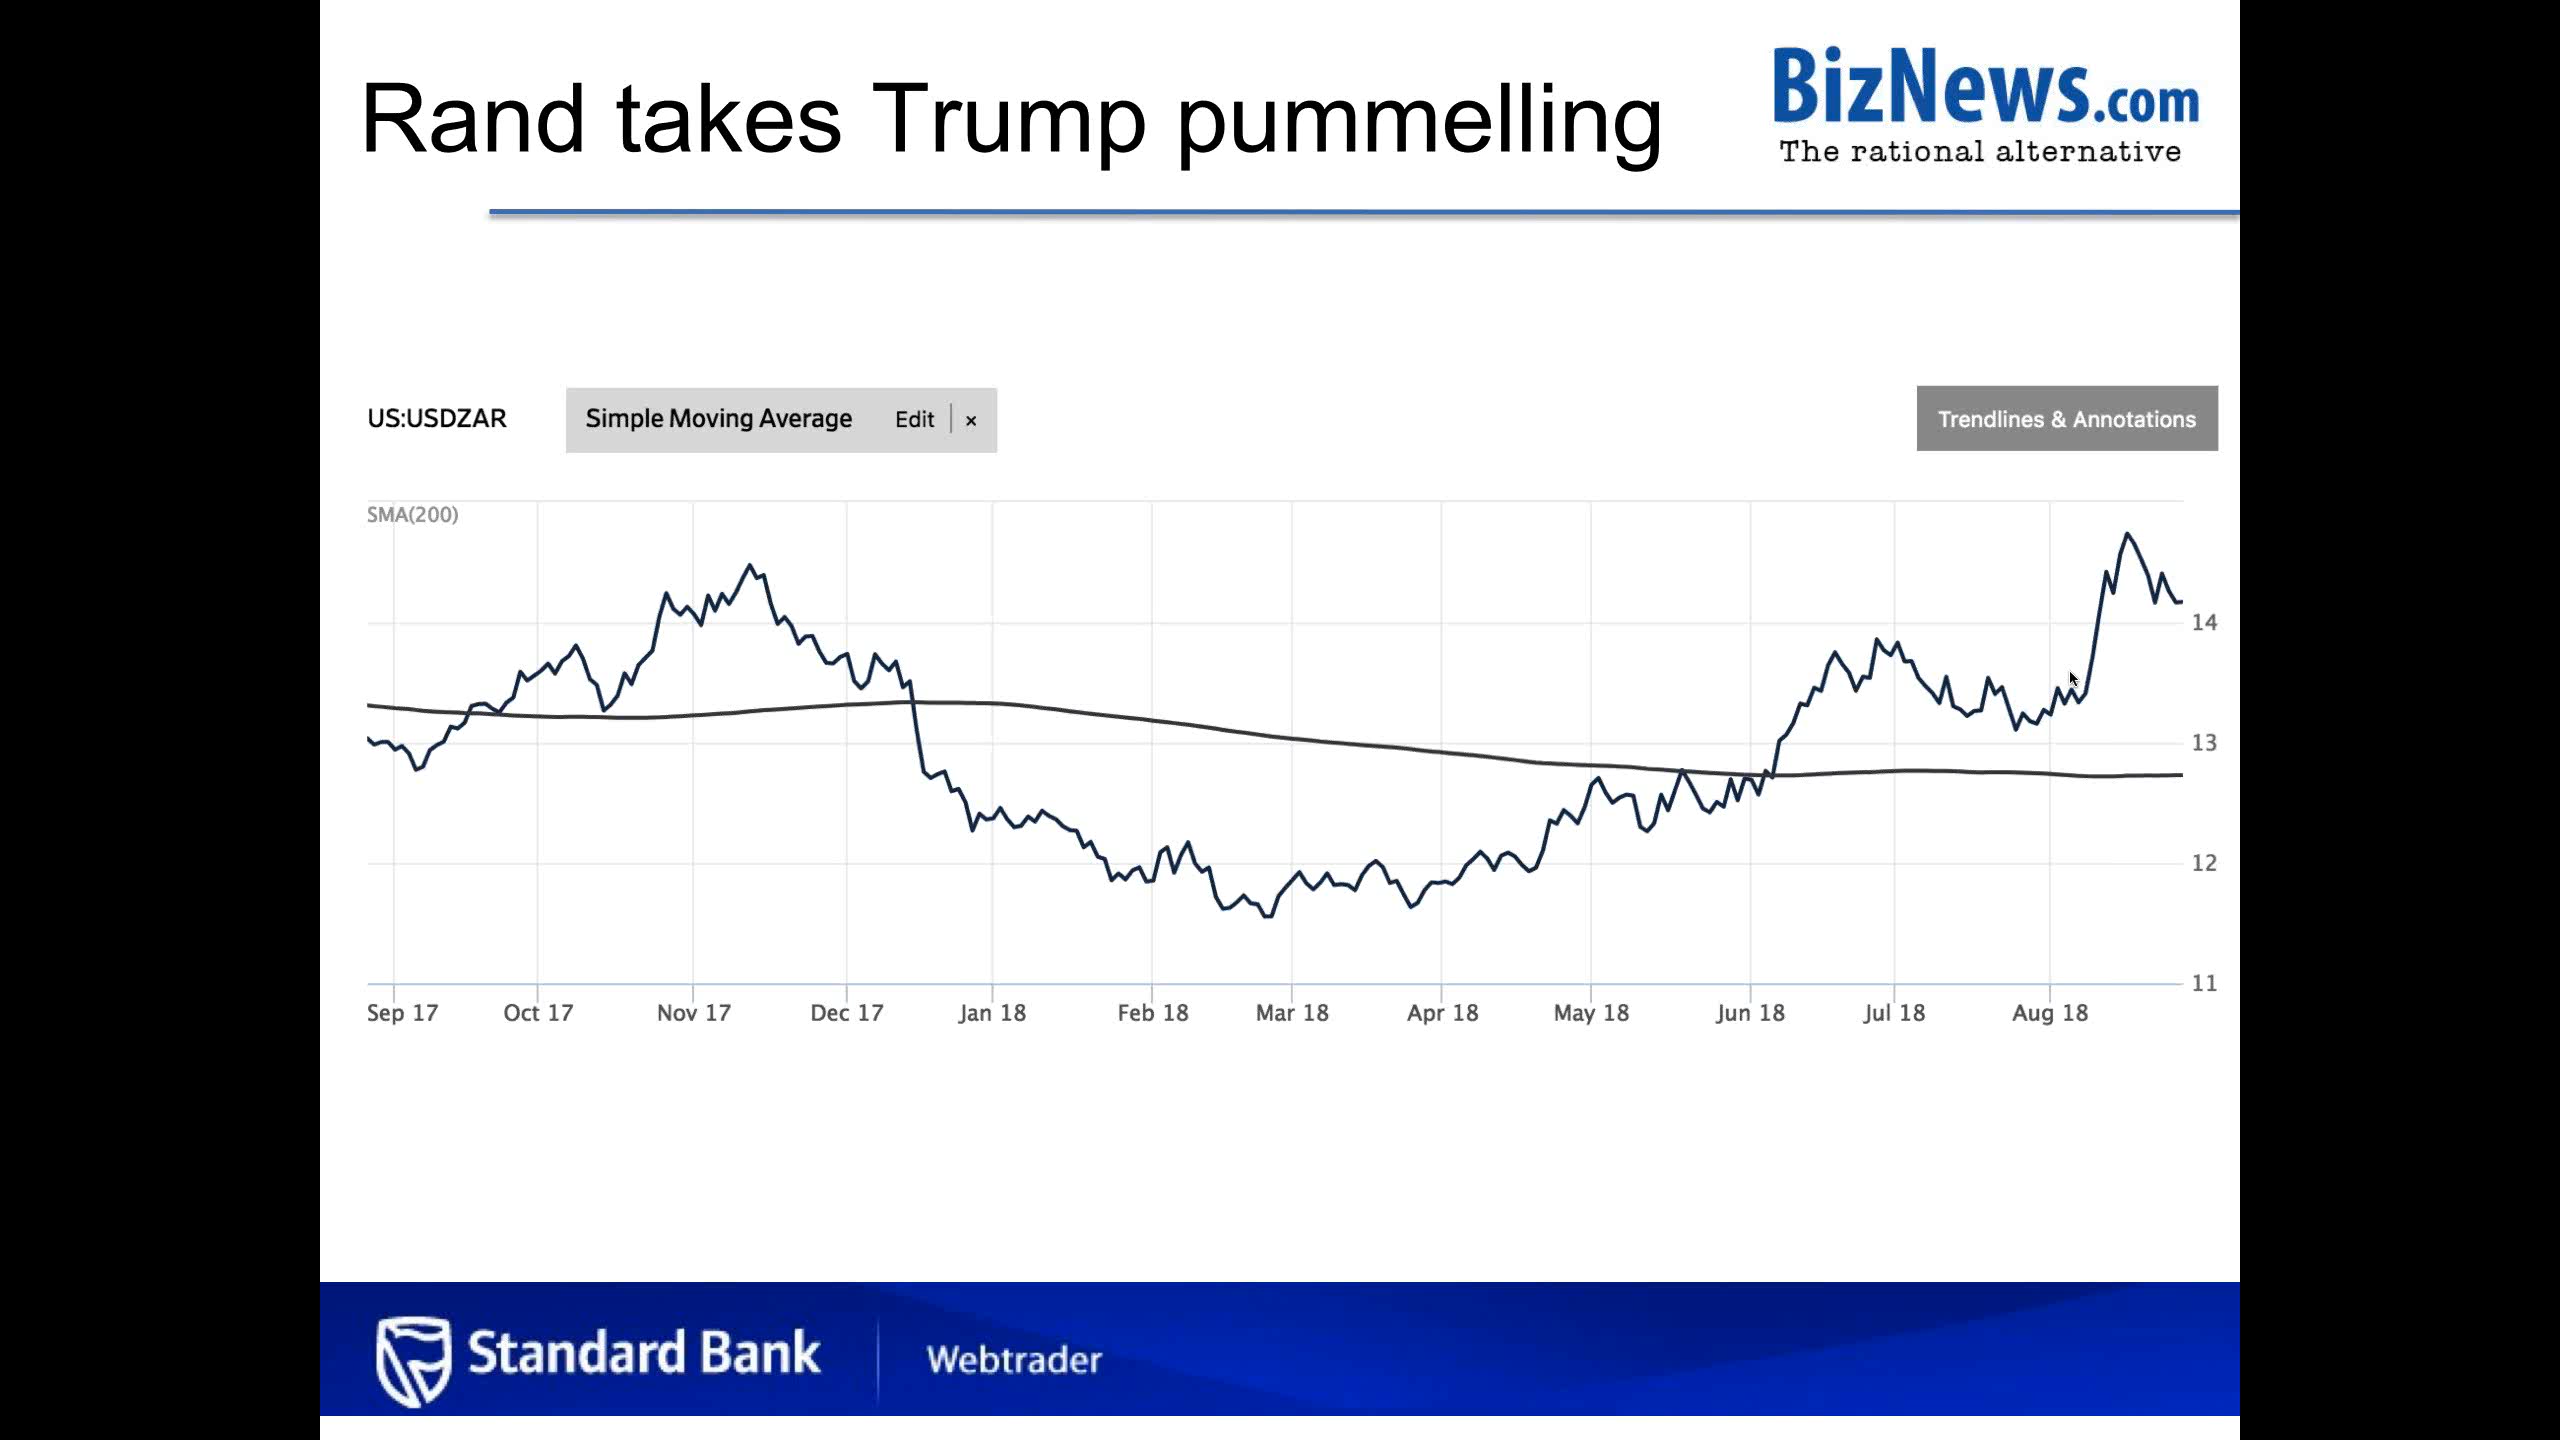 Rand takes Trump pummelling
BizNews.com
The rational alternative
US:USDZAR
Simple Moving Average Edit ×
Trendlines & Annotations
SMA(200)
14
13
12
11
Sep 17 Oct 17 Nov 17 Dec 17 Jan 18 Feb 18 Mar 18 Apr 18 May 18 Jun 18 Jul 18 Aug 18
Standard Bank Webtrader